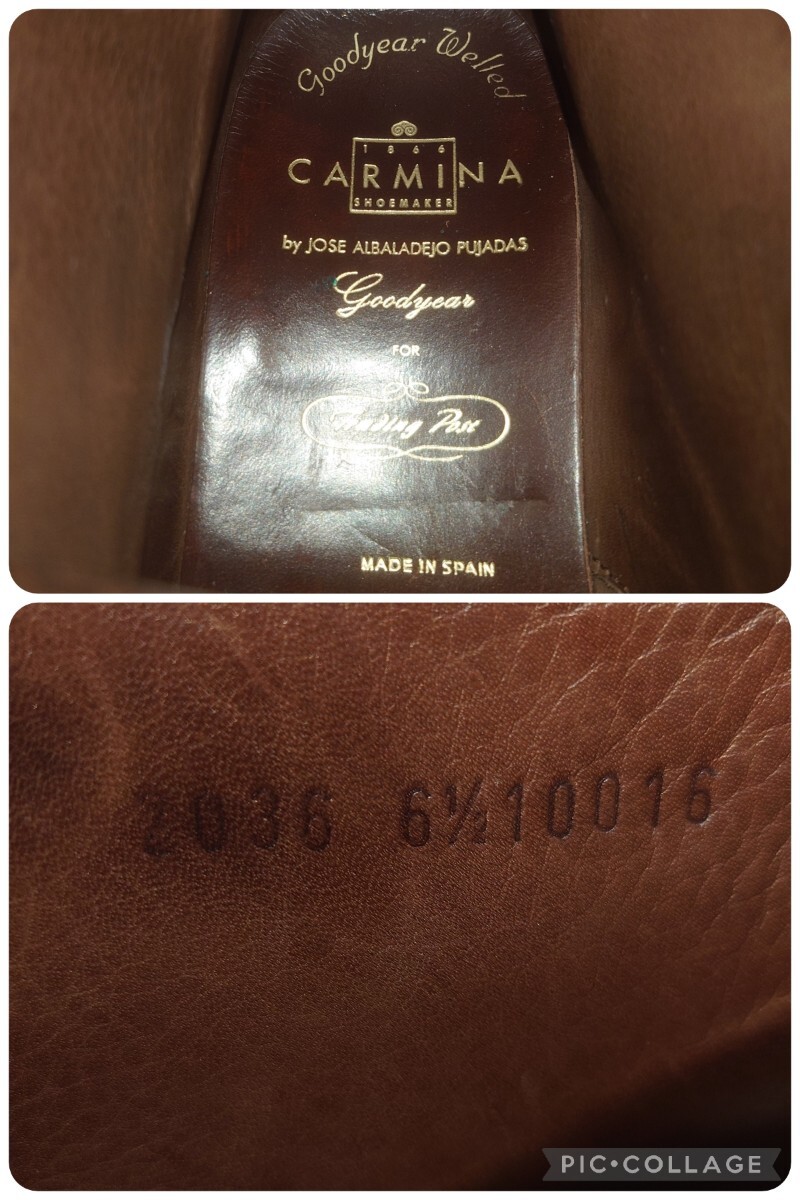 Goodyear Welted
1866
CARMINA
SHOEMAKER
by JOSE ALBALADEJO PUJADAS
Goodyear
FOR
Trading Post
MADE IN SPAIN
2036 6½10016
PIC•COLLAGE